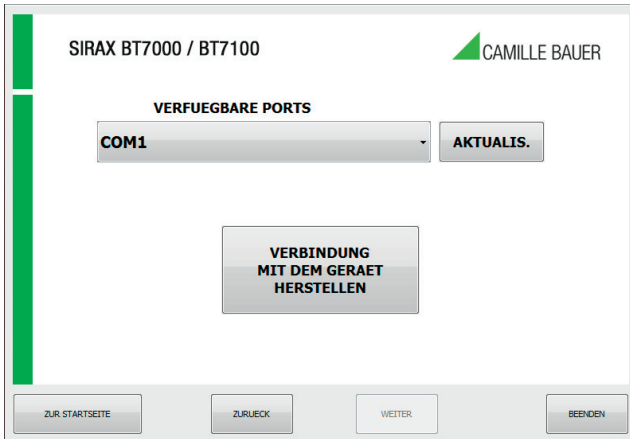 SIRAX BT7000 / BT7100
CAMILLE BAUER
VERFUEGBARE PORTS
COM1
AKTUALIS.
VERBINDUNG
MIT DEM GERAET
HERSTELLEN
ZUR STARTSEITE
ZURUECK
WEITER
BEENDEN